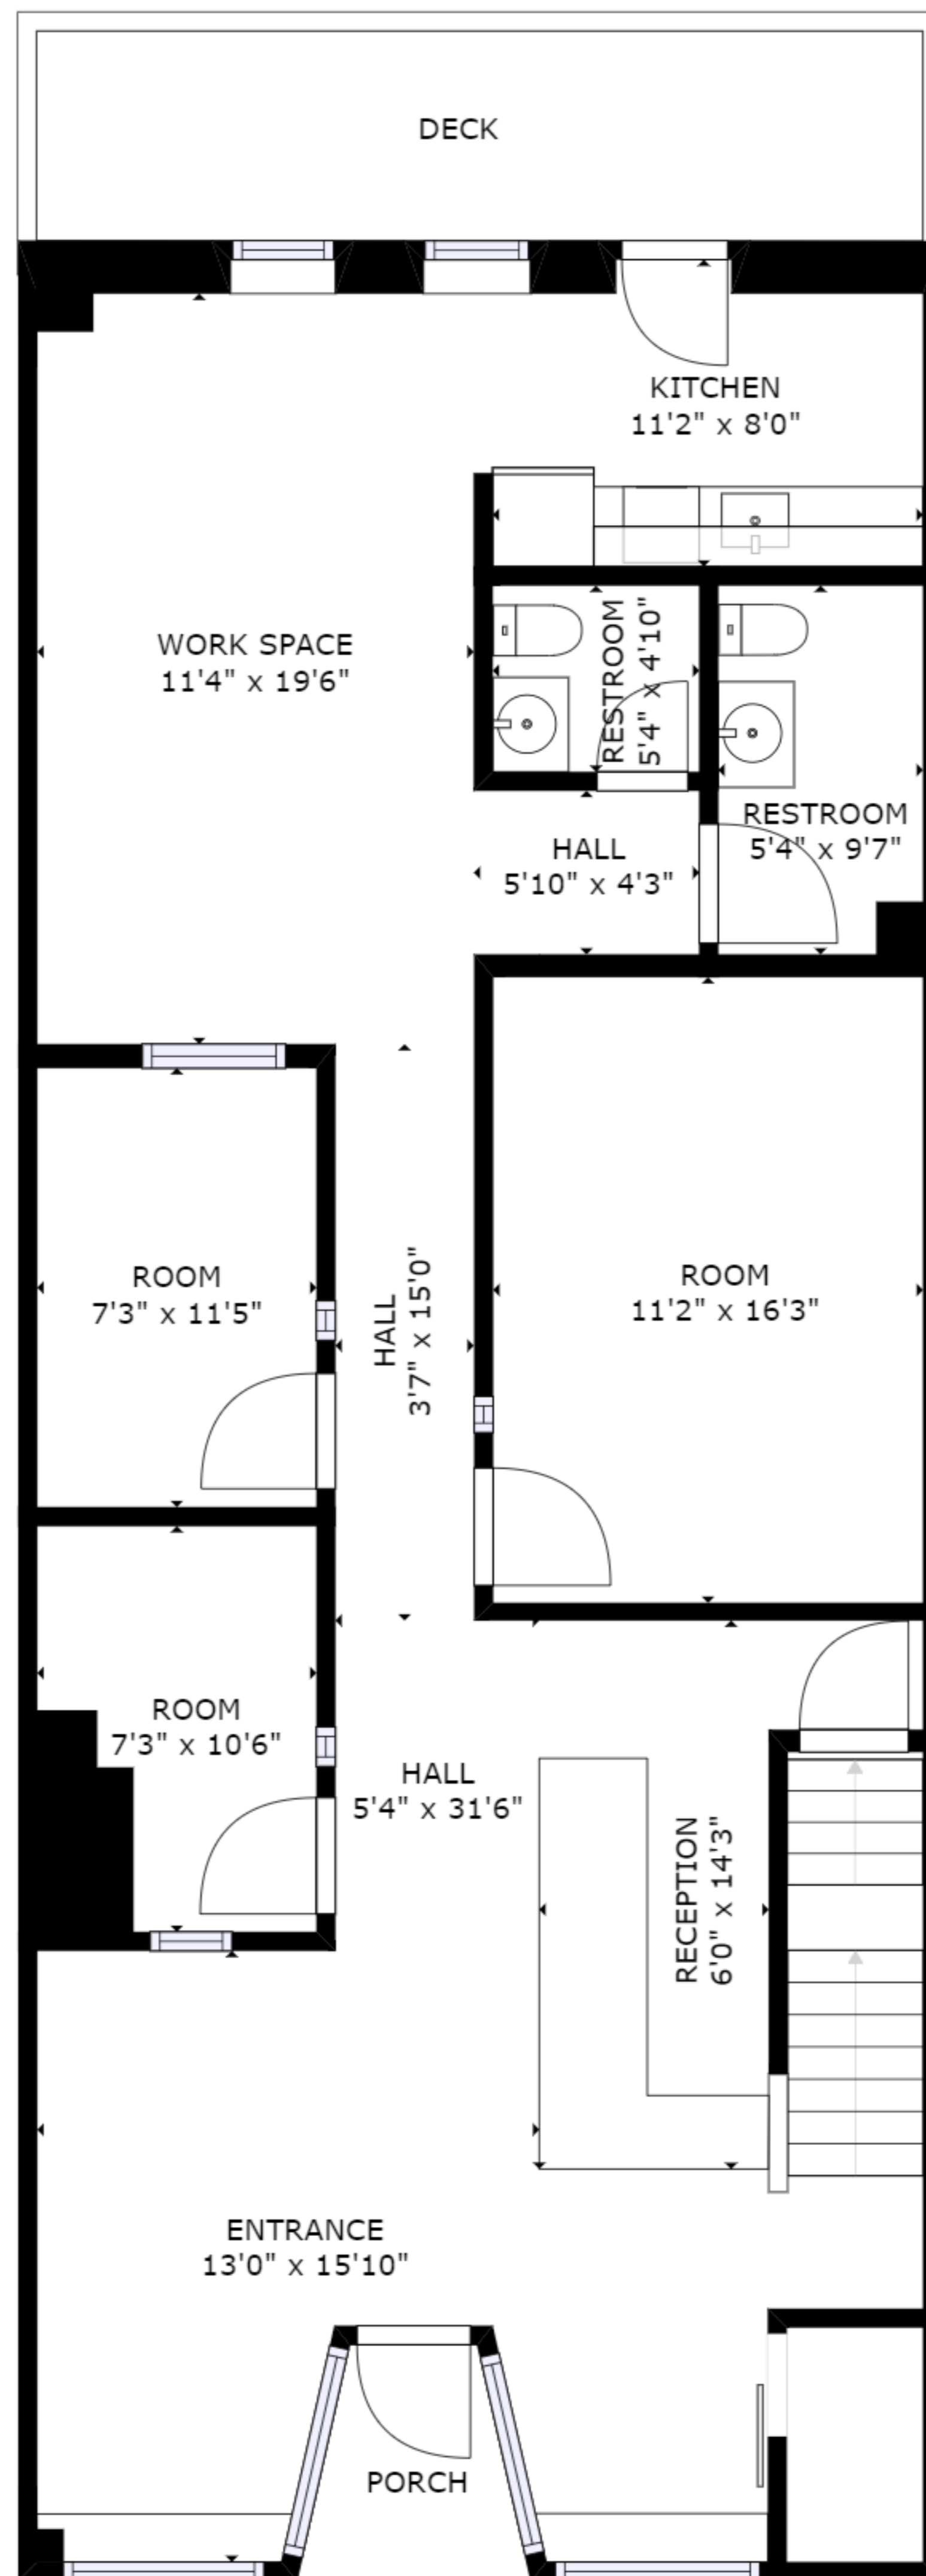 DECK
KITCHEN
11'2" x 8'0"
WORK SPACE
11'4" x 19'6"
RESTROOM
5'4" x 4'10"
RESTROOM
5'4" x 9'7"
HALL
5'10" x 4'3"
ROOM
7'3" x 11'5"
HALL
3'7" x 15'0"
ROOM
11'2" x 16'3"
ROOM
7'3" x 10'6"
HALL
5'4" x 31'6"
RECEPTION
6'0" x 14'3"
ENTRANCE
13'0" x 15'10"
PORCH